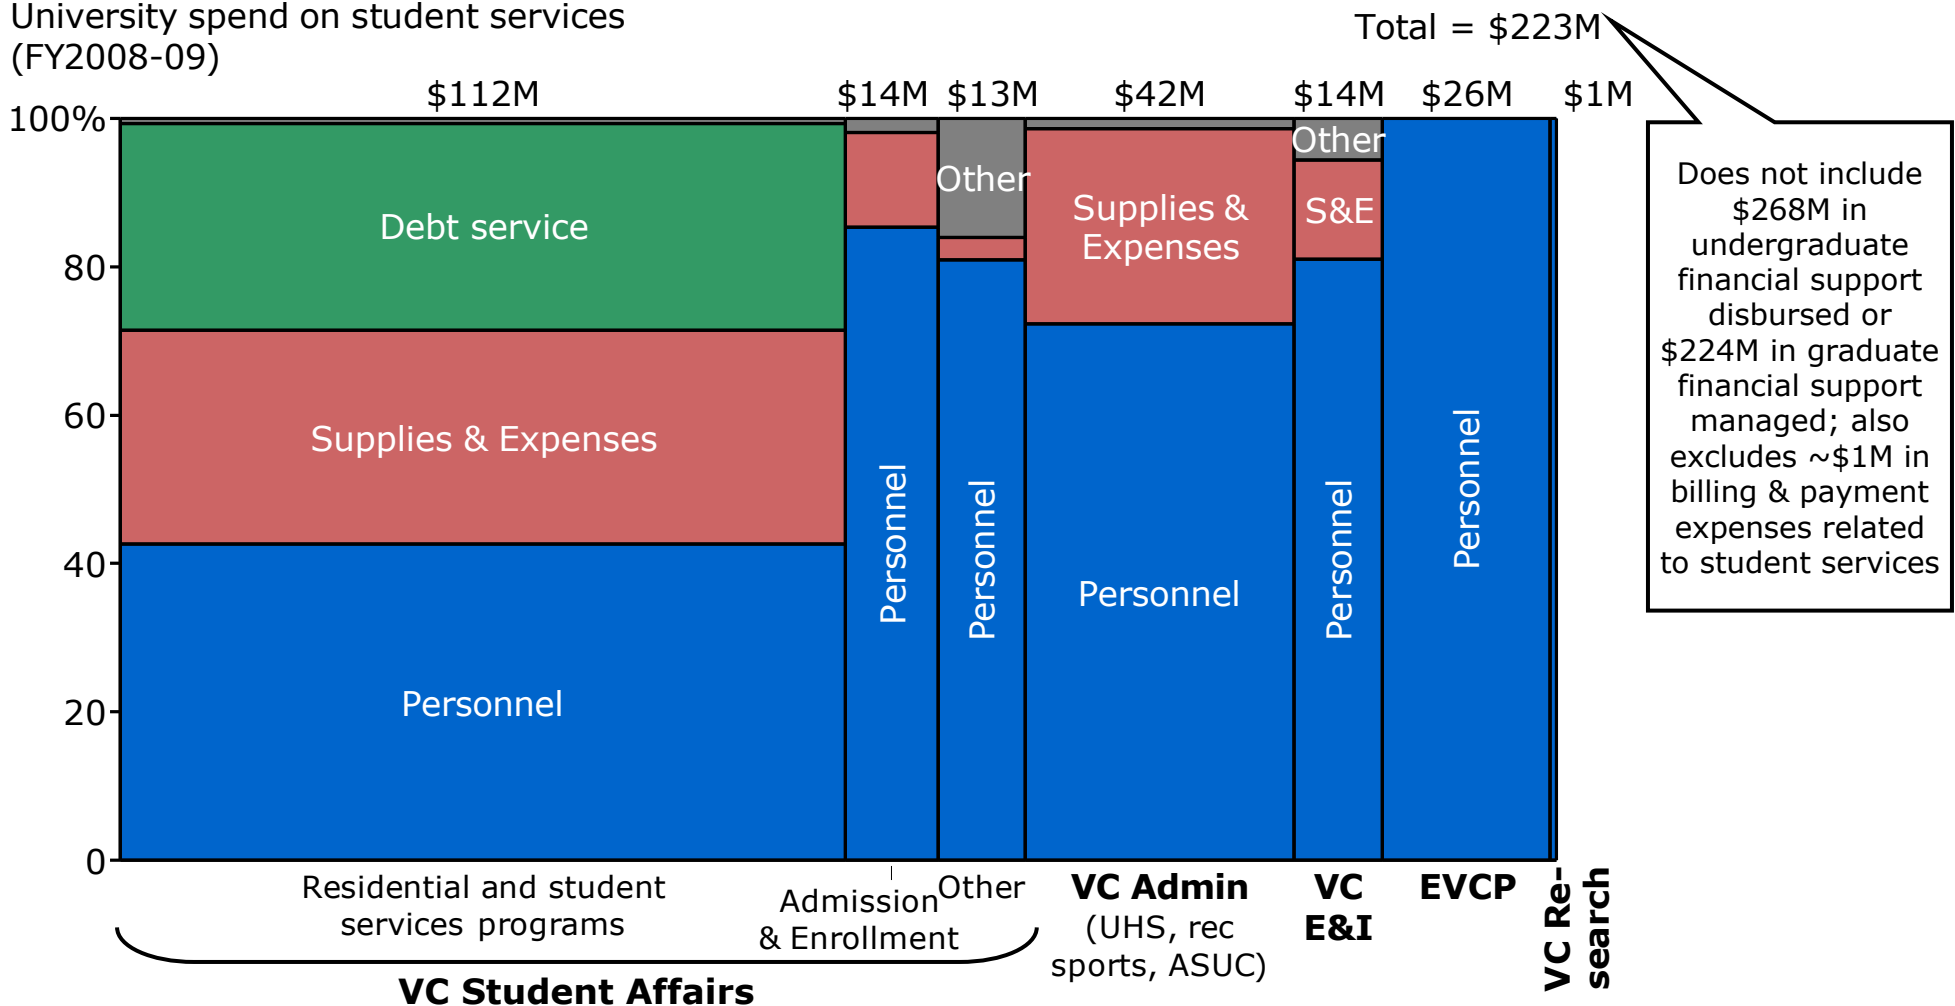 University spend on student services
(FY2008-09)
Total = $223M
$112M
$14M
$13M
$42M
$14M
$26M
$1M
100%
80
60
40
20
0
Debt service
Supplies & Expenses
Personnel
Personnel
Other
Personnel
Supplies &
Expenses
Personnel
Other
S&E
Personnel
Personnel
Does not include
$268M in
undergraduate
financial support
disbursed or
$224M in graduate
financial support
managed; also
excludes ~$1M in
billing & payment
expenses related
to student services
Residential and student
services programs
Admission
& Enrollment
Other
VC Student Affairs
VC Admin
(UHS, rec
sports, ASUC)
VC
E&I
EVCP
VC Re-
search